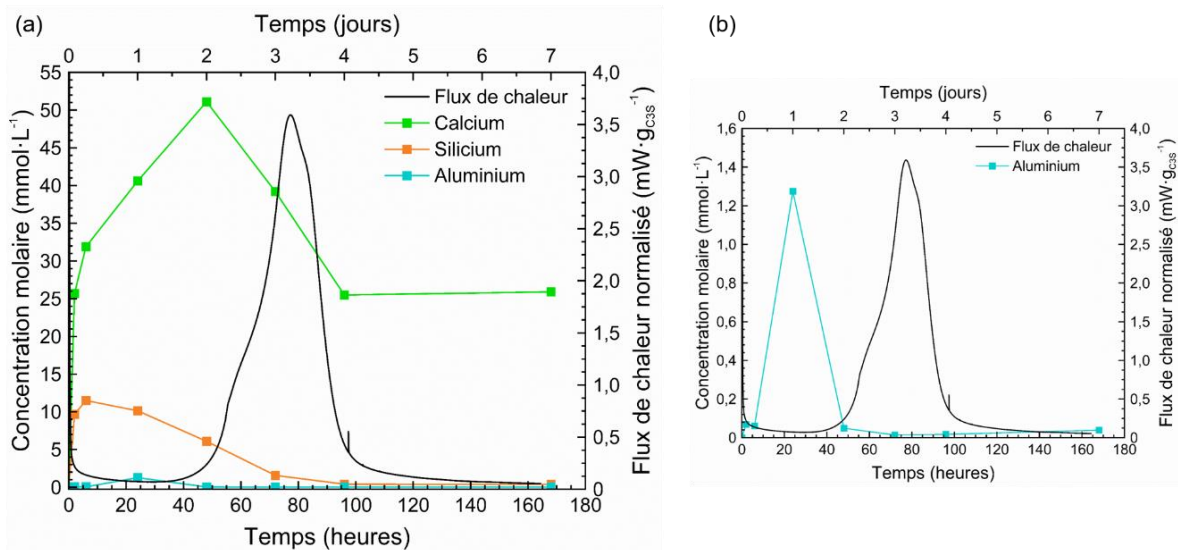 (a)
Temps (jours)
0 1 2 3 4 5 6 7
Concentration molaire (mmol·L⁻¹)
55
50
45
40
35
30
25
20
15
10
5
0
Flux de chaleur
Calcium
Silicium
Aluminium
4,0
3,5
3,0
2,5
2,0
1,5
1,0
0,5
0
Flux de chaleur normalisé (mW·g_C3S⁻¹)
0 20 40 60 80 100 120 140 160 180
Temps (heures)
(b)
Temps (jours)
0 1 2 3 4 5 6 7
Concentration molaire (mmol·L⁻¹)
1,6
1,4
1,2
1,0
0,8
0,6
0,4
0,2
0
Flux de chaleur
Aluminium
4,0
3,5
3,0
2,5
2,0
1,5
1,0
0,5
0
Flux de chaleur normalisé (mW·g_C3S⁻¹)
0 20 40 60 80 100 120 140 160 180
Temps (heures)